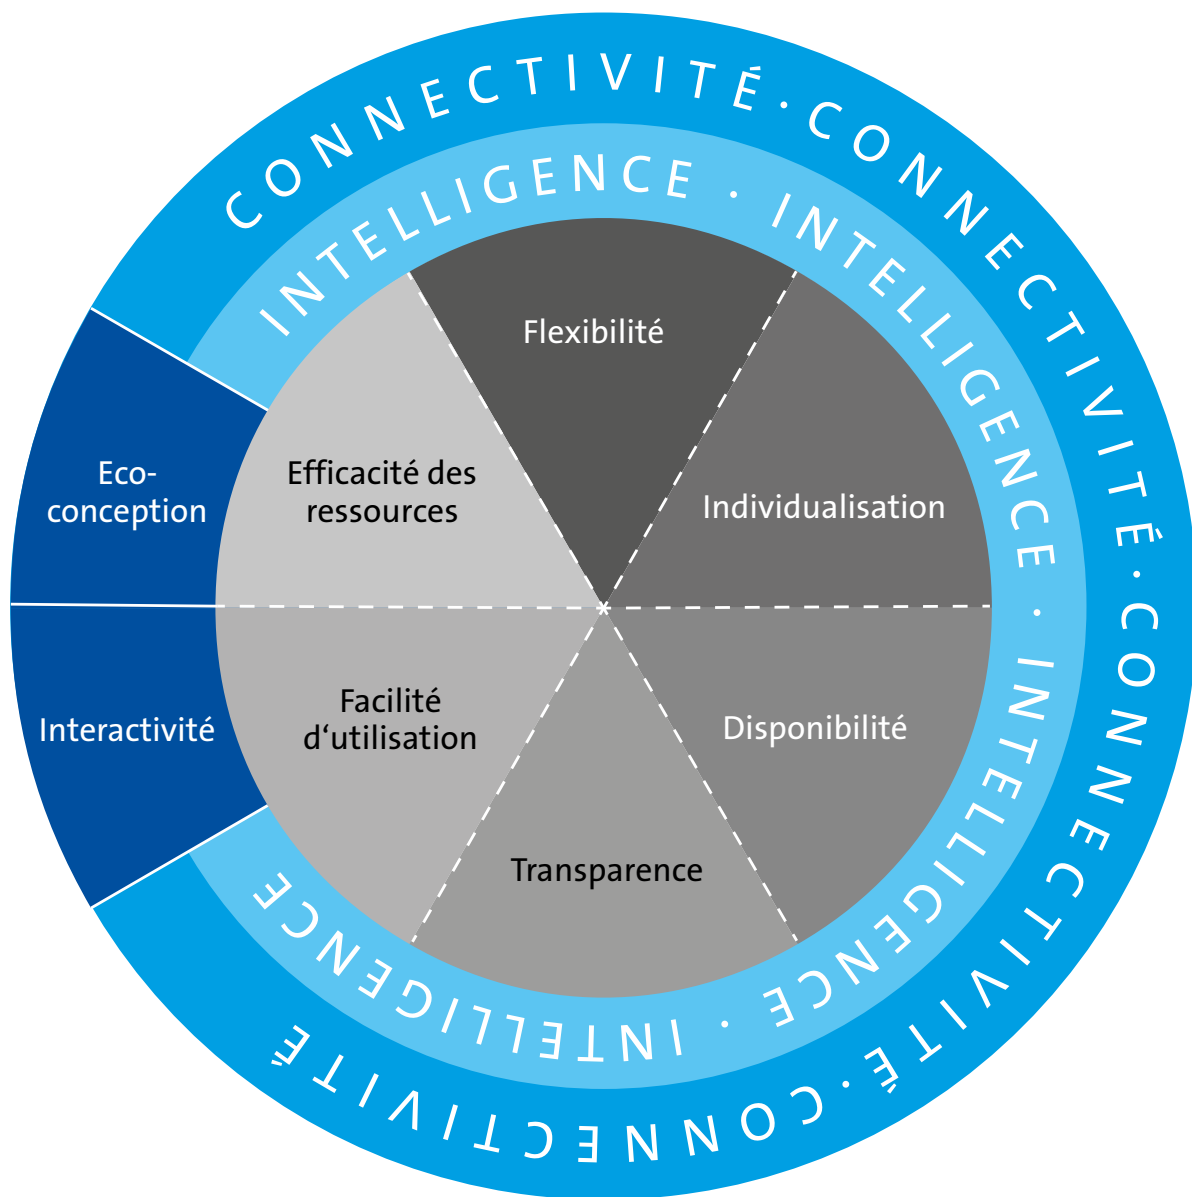 CONNECTIVITÉ · CONNECTIVITÉ · CONNECTIVITÉ · CONNECTIVITÉ
INTELLIGENCE · INTELLIGENCE · INTELLIGENCE · INTELLIGENCE
Flexibilité
Eco-
conception
Efficacité des
ressources
Individualisation
Interactivité
Facilité
d‘utilisation
Disponibilité
Transparence